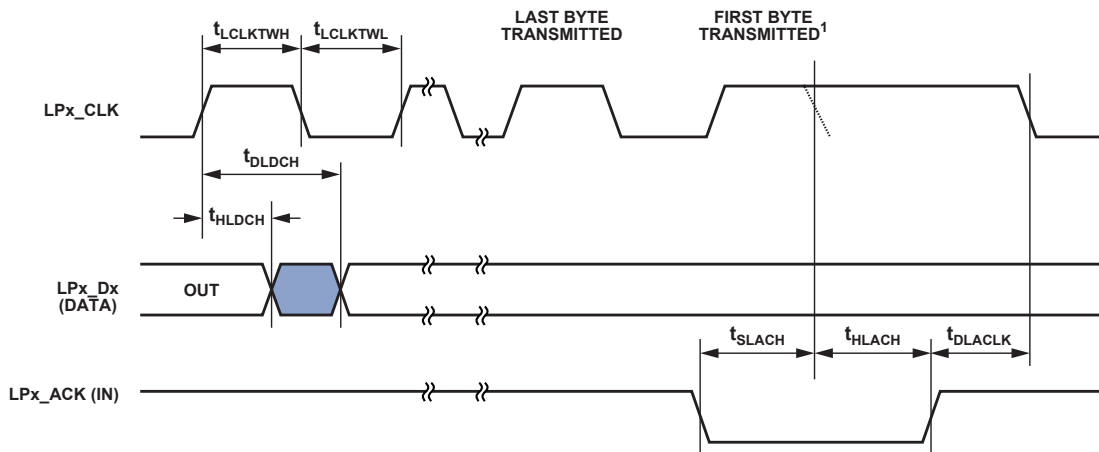 LAST BYTE
TRANSMITTED
FIRST BYTE
TRANSMITTED¹
tLCLKTWH
tLCLKTWL
LPx_CLK
tDLDCH
tHLDCH
LPx_Dx
(DATA)
OUT
tSLACH
tHLACH
tDLACLK
LPx_ACK (IN)